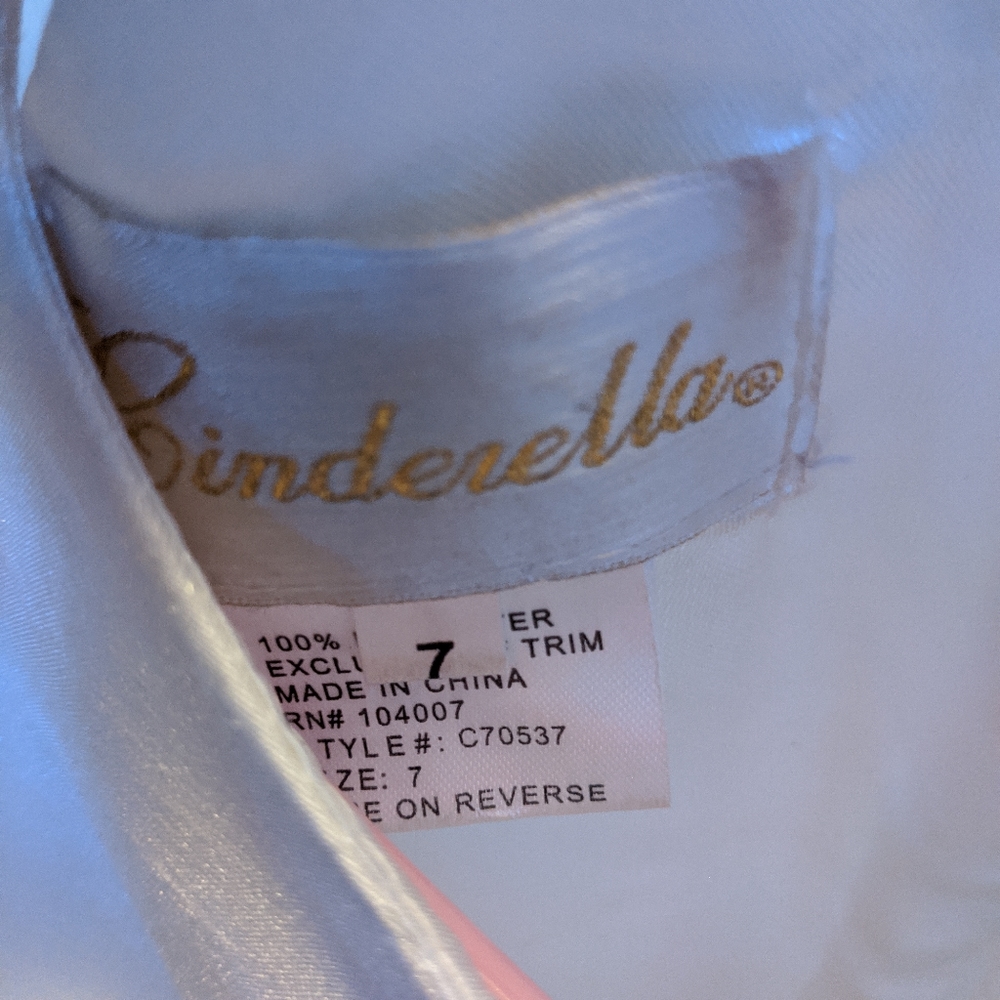 Cinderella®
100% ER
EXCLU TRIM
7
MADE IN CHINA
RN# 104007
TYLE#: C70537
ZE: 7
E ON REVERSE